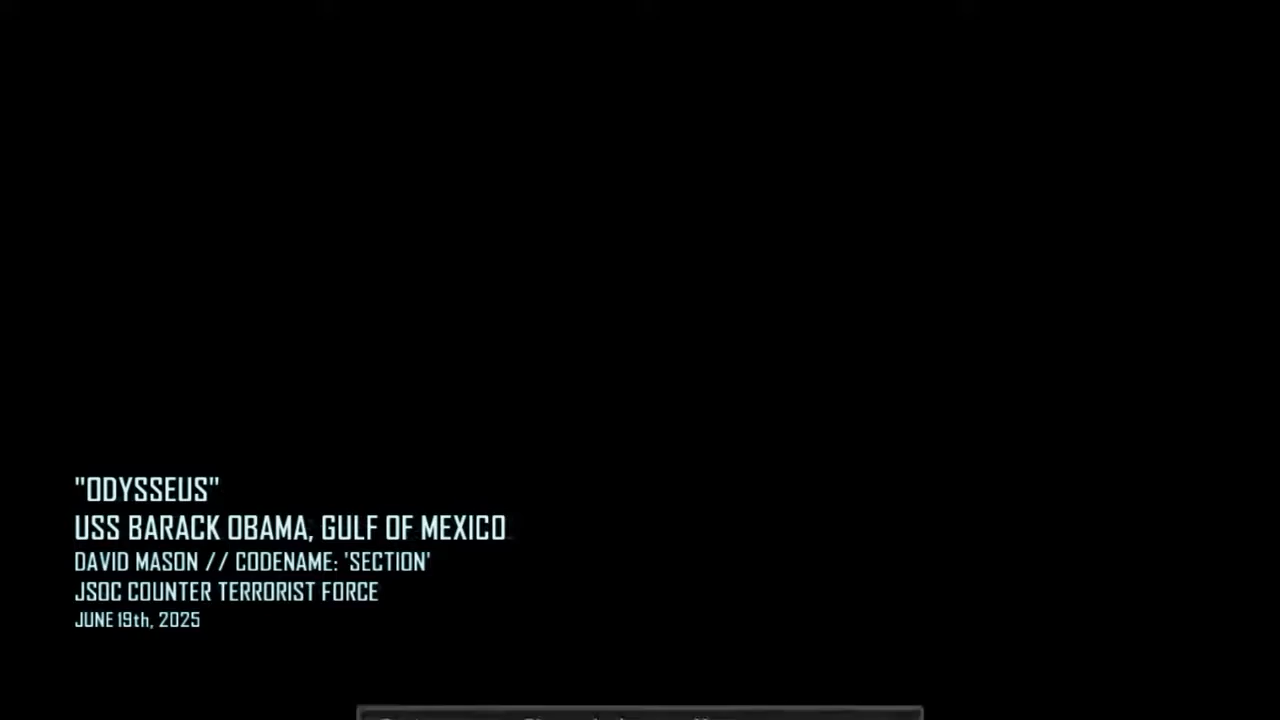 "ODYSSEUS"
USS BARACK OBAMA, GULF OF MEXICO
DAVID MASON // CODENAME: 'SECTION'
JSOC COUNTER TERRORIST FORCE
JUNE 19th, 2025